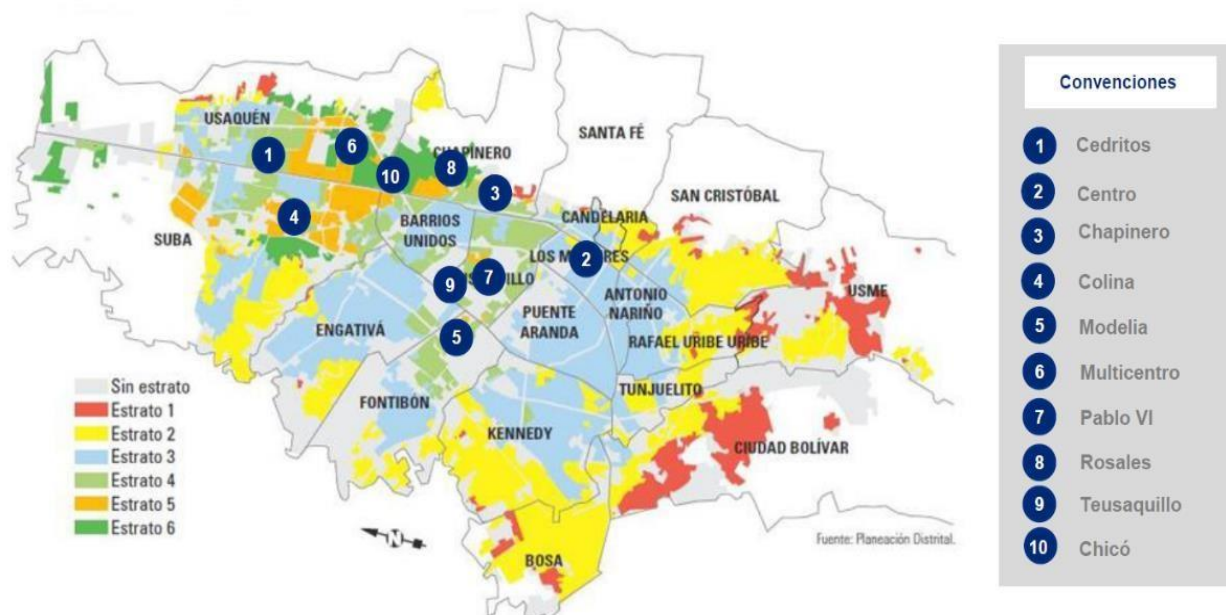 USAQUÉN
SANTA FÉ
CHAPINERO
SAN CRISTÓBAL
CANDELARIA
BARRIOS
UNIDOS
SUBA
LOS
USME
ANTONIO
NARIÑO
PUENTE
ARANDA
ENGATIVÁ
RAFAEL URIBE URIBE
TUNJUELITO
FONTIBÓN
KENNEDY
CIUDAD BOLÍVAR
BOSA
1
6
8
10
3
4
2
9
7
5
Sin estrato
Estrato 1
Estrato 2
Estrato 3
Estrato 4
Estrato 5
Estrato 6
N
Fuente: Planeación Distrital.
Convenciones
1 Cedritos
2 Centro
3 Chapinero
4 Colina
5 Modelia
6 Multicentro
7 Pablo VI
8 Rosales
9 Teusaquillo
10 Chicó